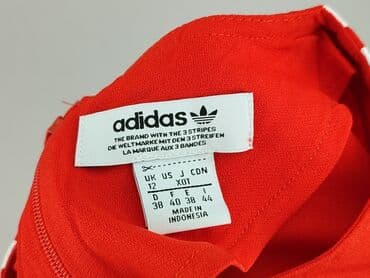 adidas
THE BRAND WITH THE 3 STRIPES
DIE WELTMARKE MIT DEN 3 STREIFEN
LA MARQUE AUX 3 BANDES
UK US J CDN
12 XOT
D F E I
38 40 38 44
MADE IN
INDONESIA